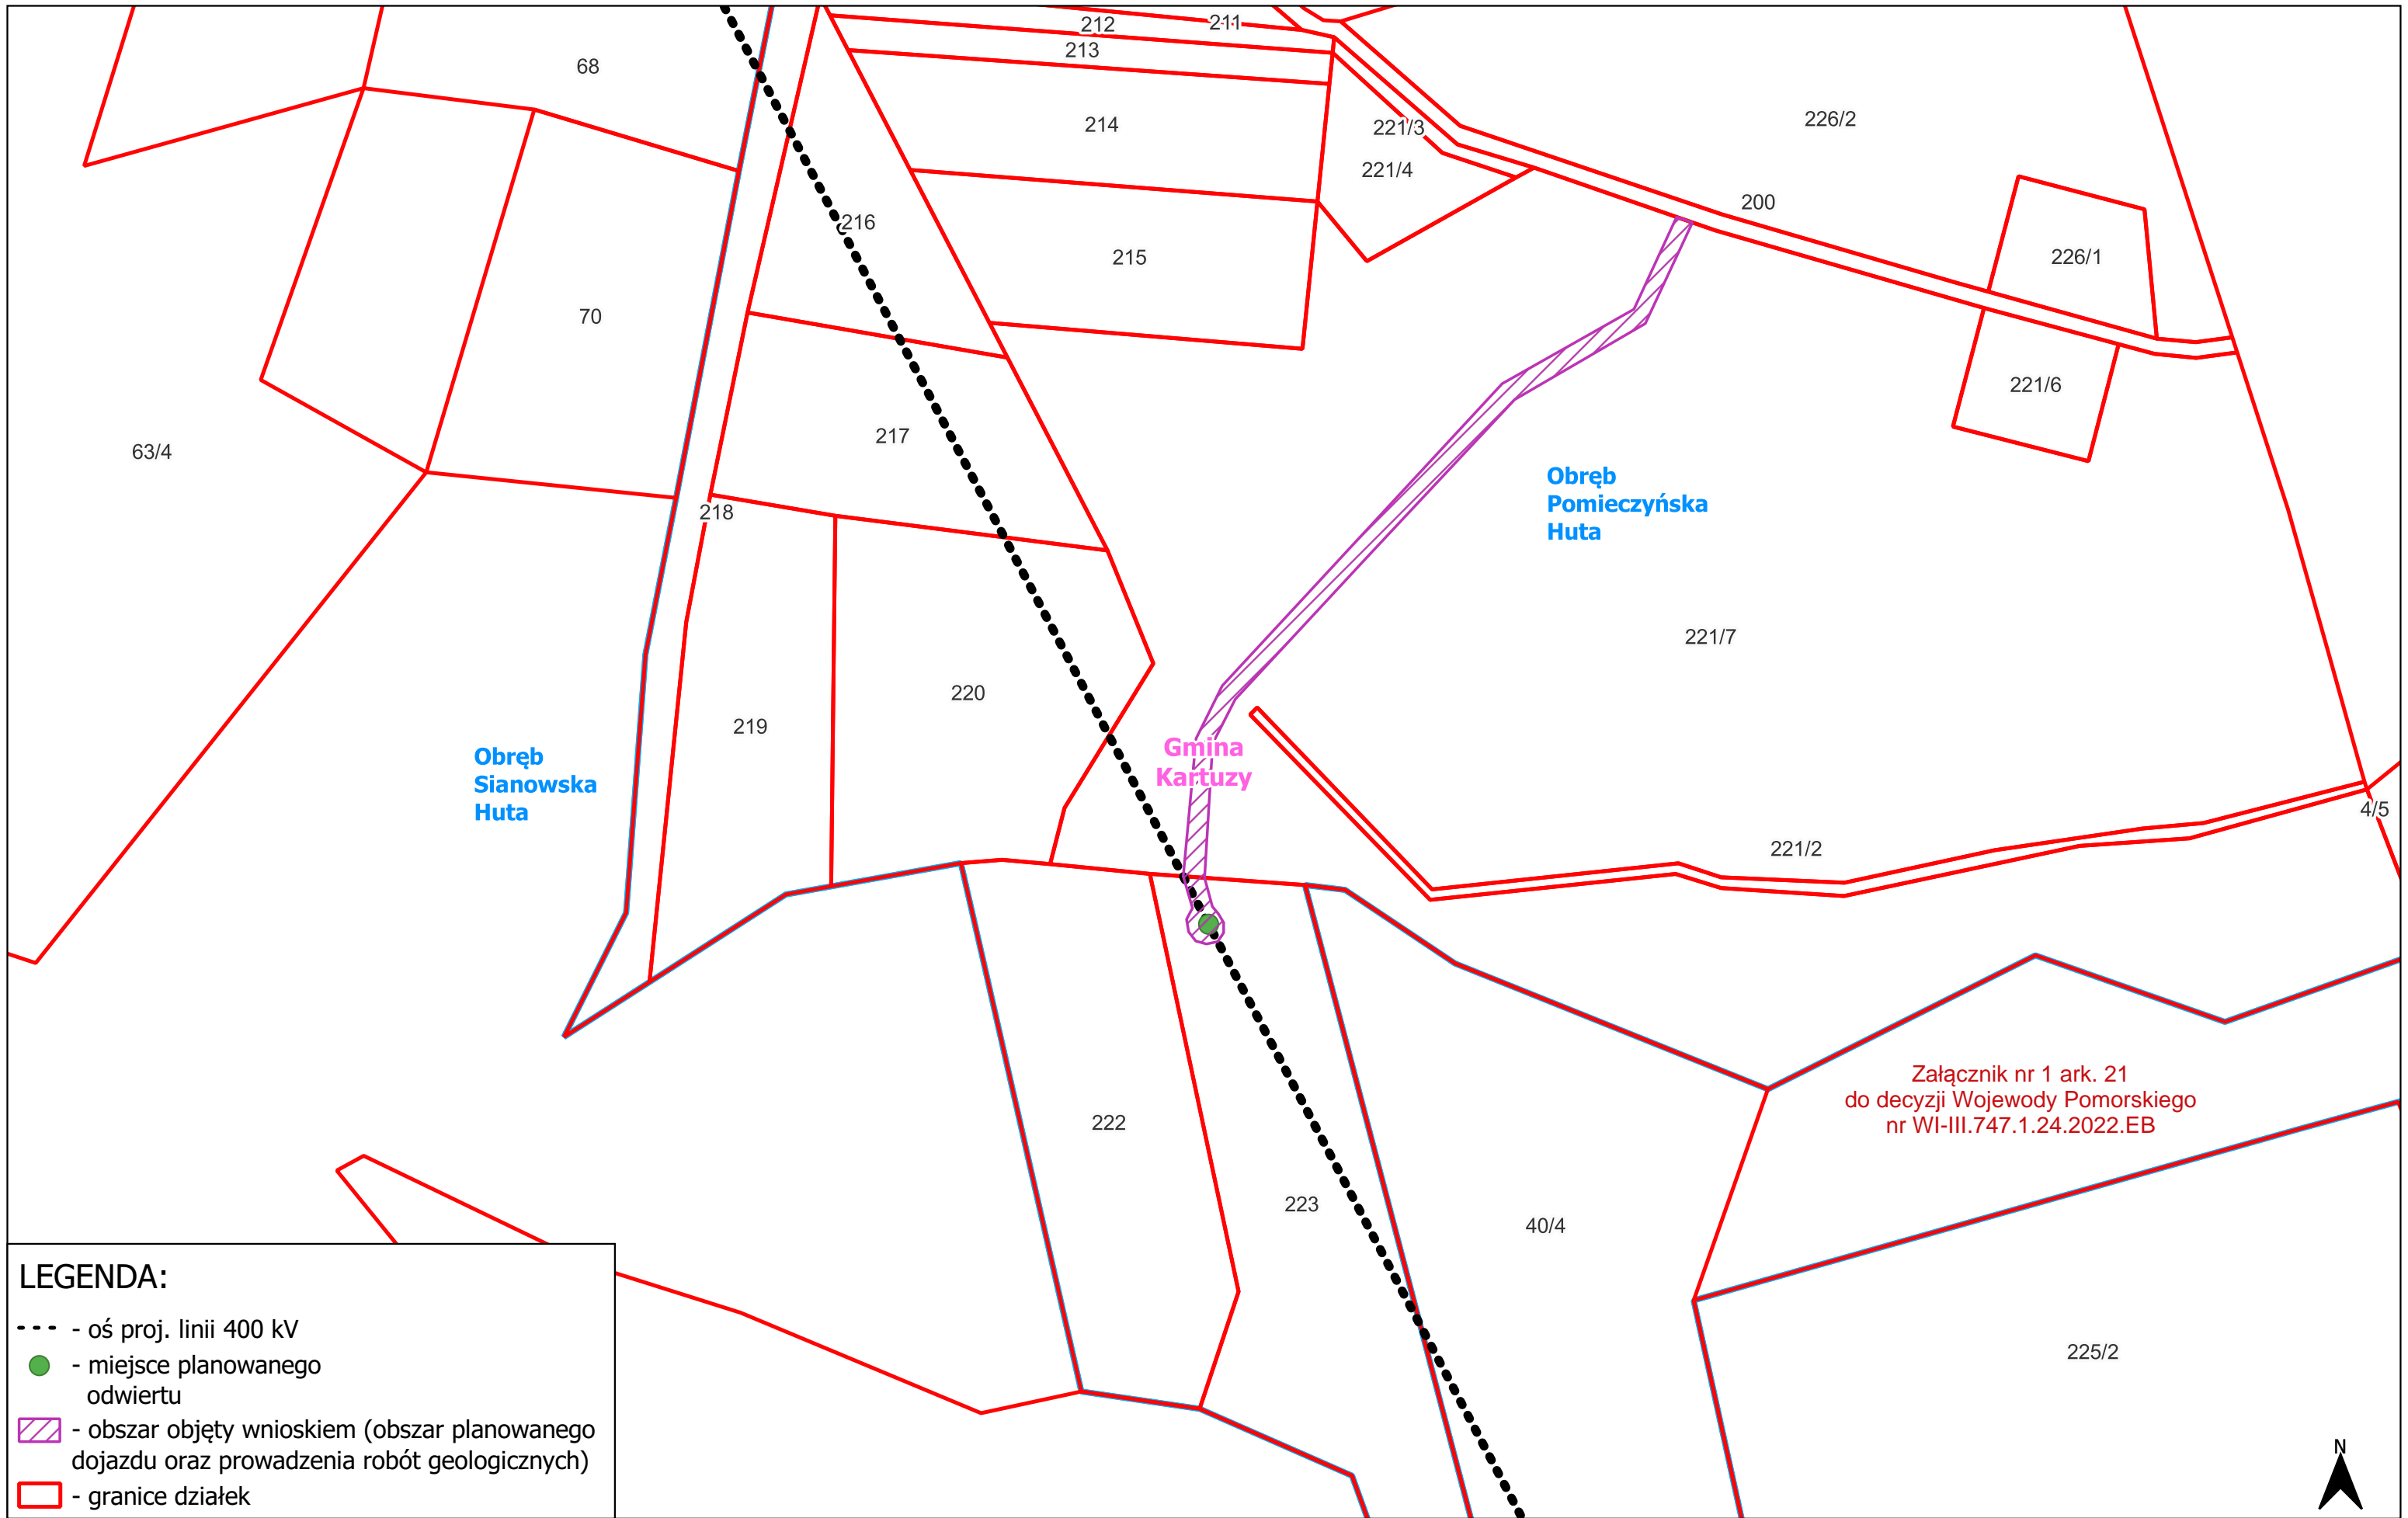 212
211
213
68
214
221/3
226/2
221/4
200
216
215
226/1
70
221/6
217
63/4
Obręb
Pomieczyńska
Huta
218
221/7
220
219
Gmina
Kartuzy
Obręb
Sianowska
Huta
4/5
221/2
Załącznik nr 1 ark. 21
do decyzji Wojewody Pomorskiego
nr WI-III.747.1.24.2022.EB
222
223
40/4
225/2
LEGENDA:
- oś proj. linii 400 kV
- miejsce planowanego
odwiertu
- obszar objęty wnioskiem (obszar planowanego
dojazdu oraz prowadzenia robót geologicznych)
- granice działek
N